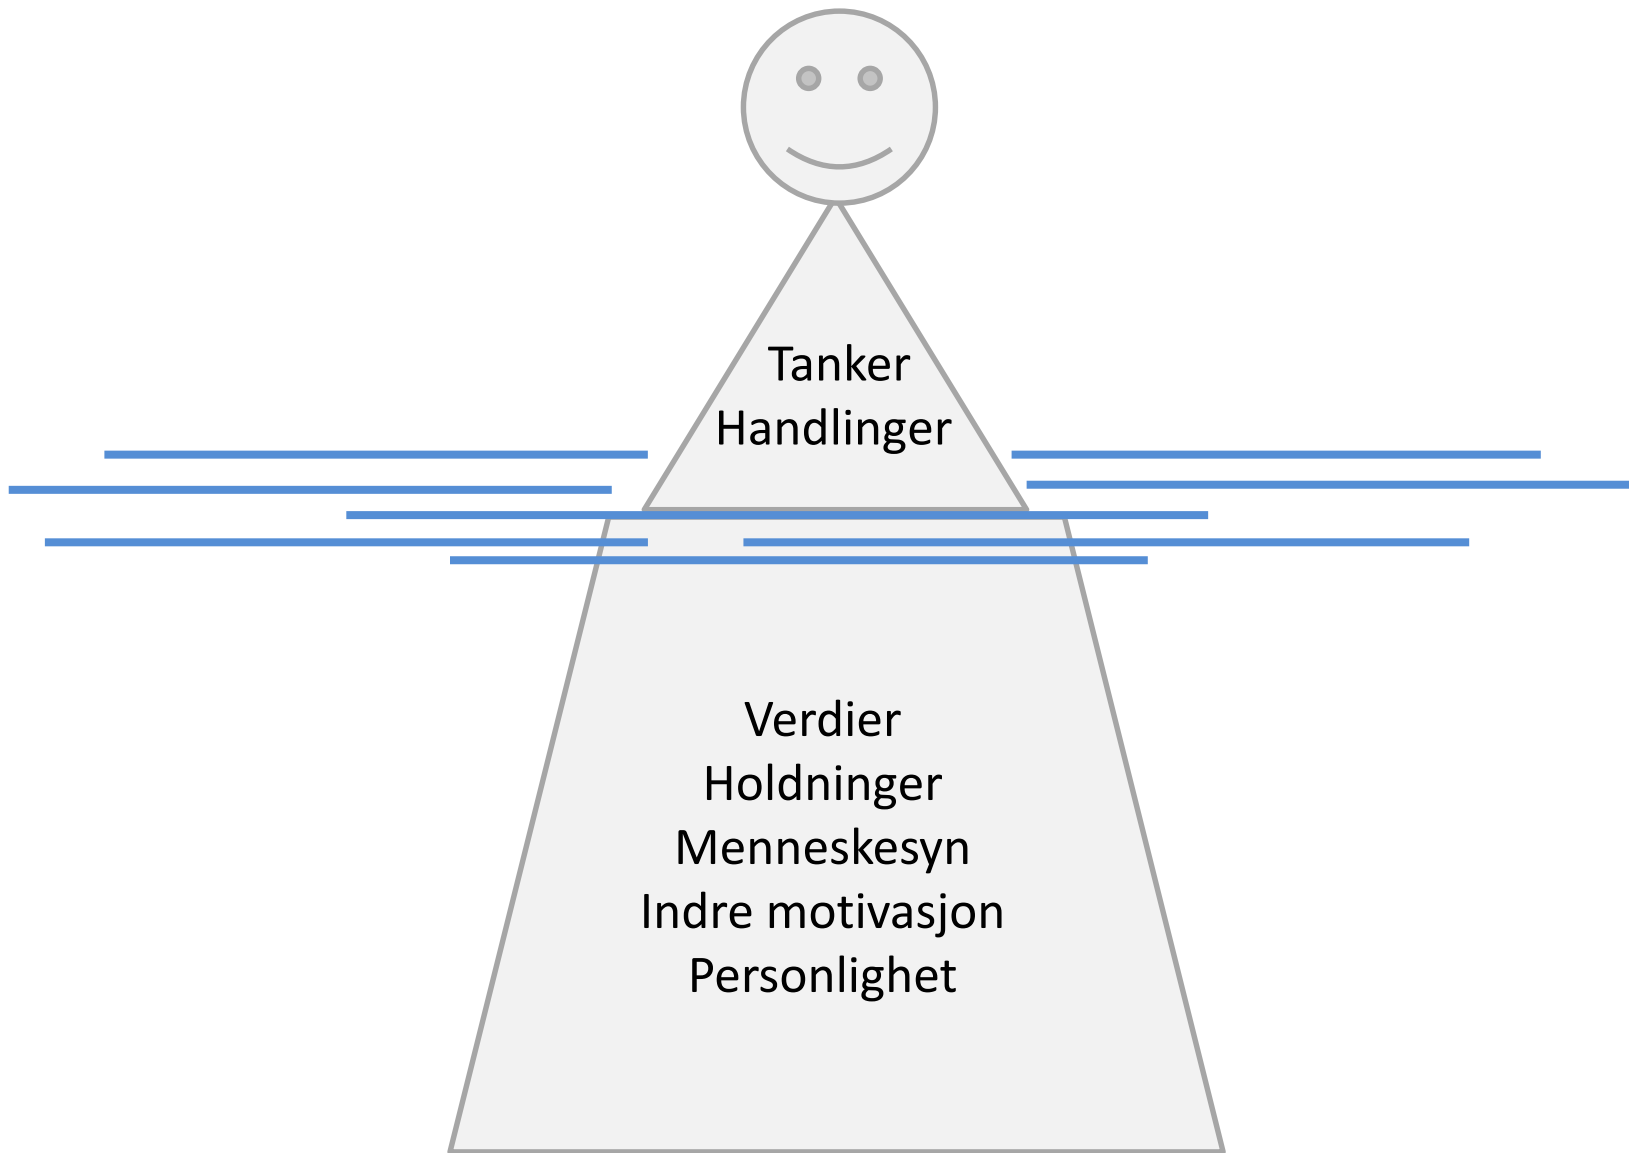 Tanker
Handlinger
Verdier
Holdninger
Menneskesyn
Indre motivasjon
Personlighet